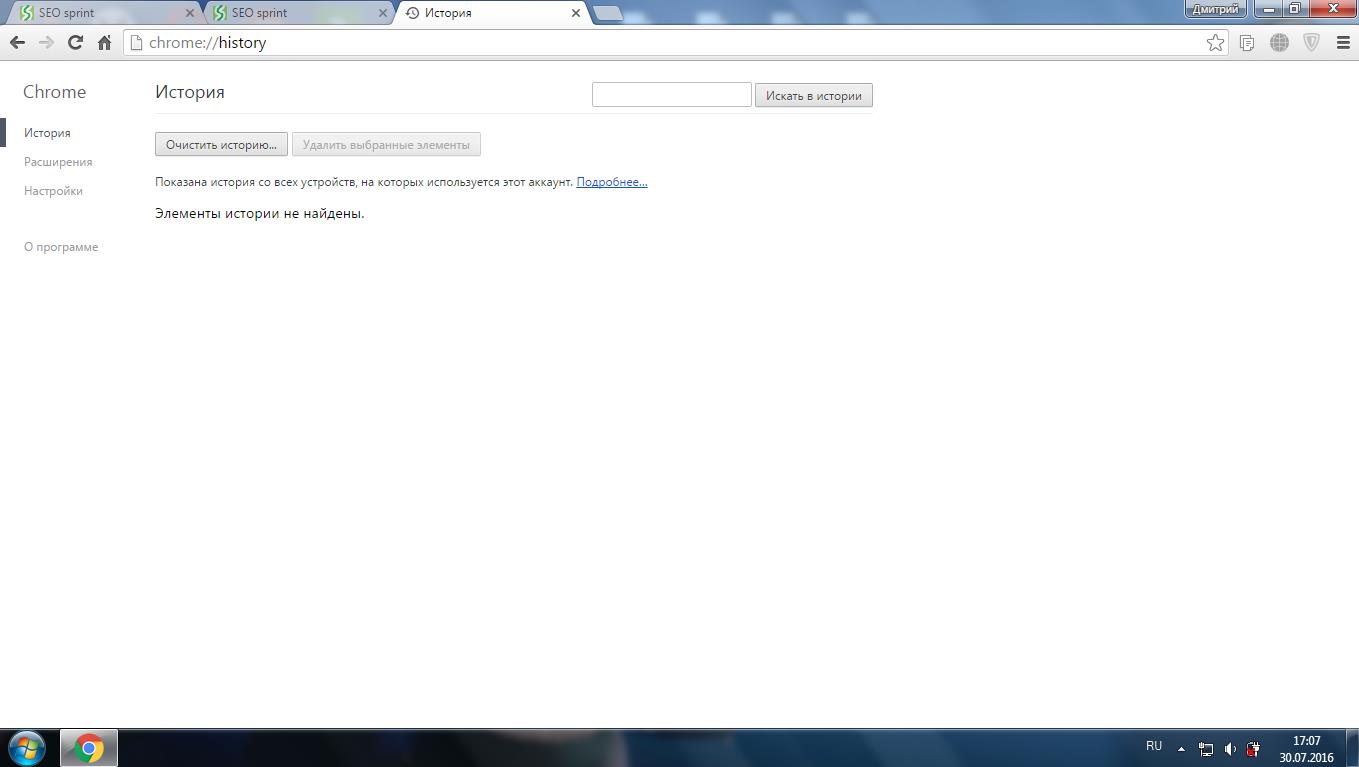 SEO sprint
SEO sprint
История
Дмитрий
chrome://history
Chrome
История
Искать в истории
История
Расширения
Настройки
О программе
Очистить историю...
Удалить выбранные элементы
Показана история со всех устройств, на которых используется этот аккаунт. Подробнее...
Элементы истории не найдены.
RU
17:07
30.07.2016